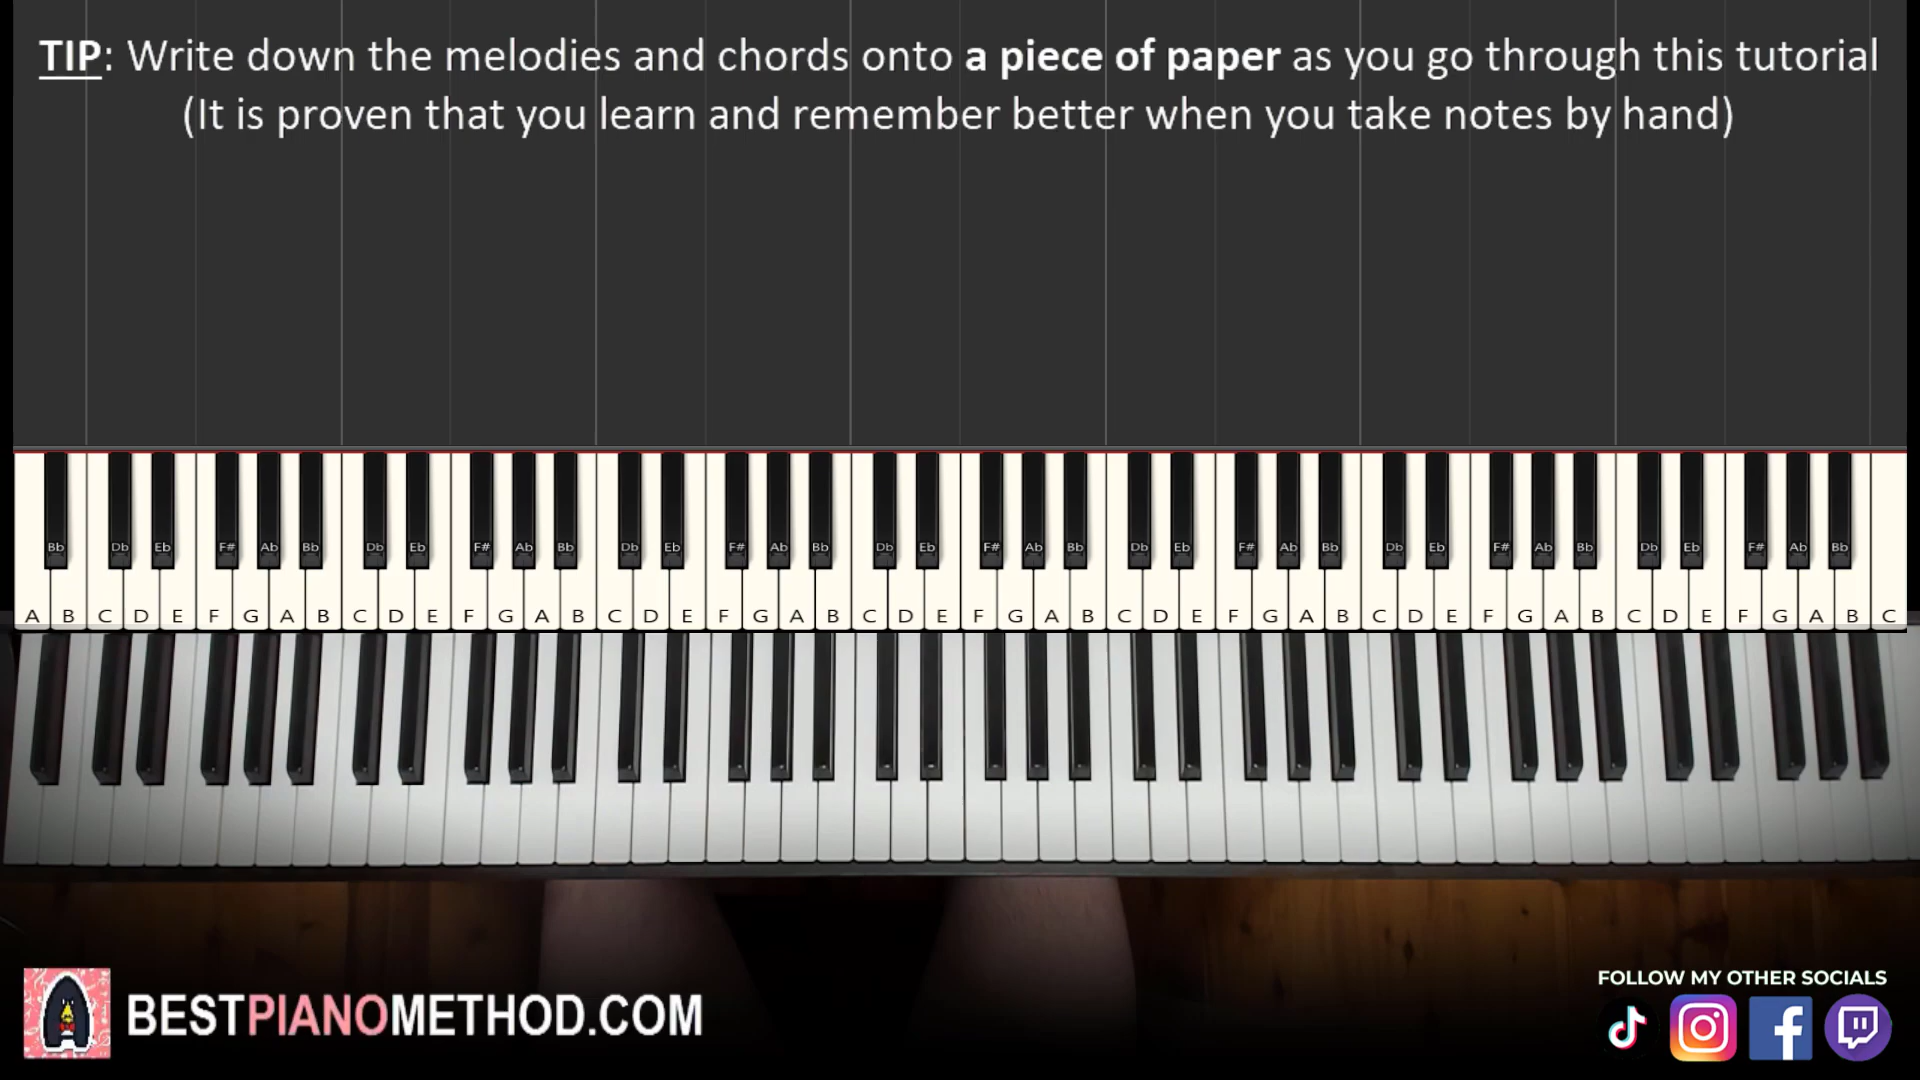 TIP: Write down the melodies and chords onto a piece of paper as you go through this tutorial
(It is proven that you learn and remember better when you take notes by hand)
Bb Db Eb F# Ab Bb Db Eb F# Ab Bb Db Eb F# Ab Bb Db Eb F# Ab Bb Db Eb F# Ab Bb Db Eb F# Ab Bb Db Eb F# Ab Bb
A B C D E F G A B C D E F G A B C D E F G A B C D E F G A B C D E F G A B C D E F G A B C D E F G A B C
FOLLOW MY OTHER SOCIALS
BESTPIANOMETHOD.COM